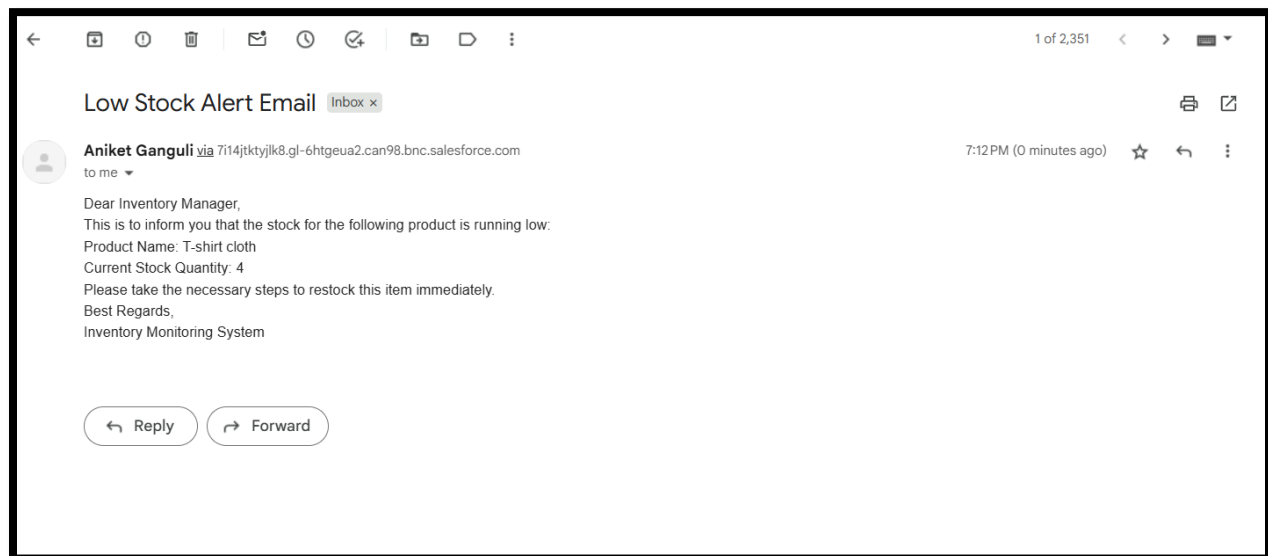 1 of 2,351
Low Stock Alert Email Inbox ×
Aniket Ganguli via 7i14jtktyjlk8.gl-6htgeua2.can98.bnc.salesforce.com 7:12 PM (0 minutes ago)
to me
Dear Inventory Manager,
This is to inform you that the stock for the following product is running low:
Product Name: T-shirt cloth
Current Stock Quantity: 4
Please take the necessary steps to restock this item immediately.
Best Regards,
Inventory Monitoring System
Reply Forward